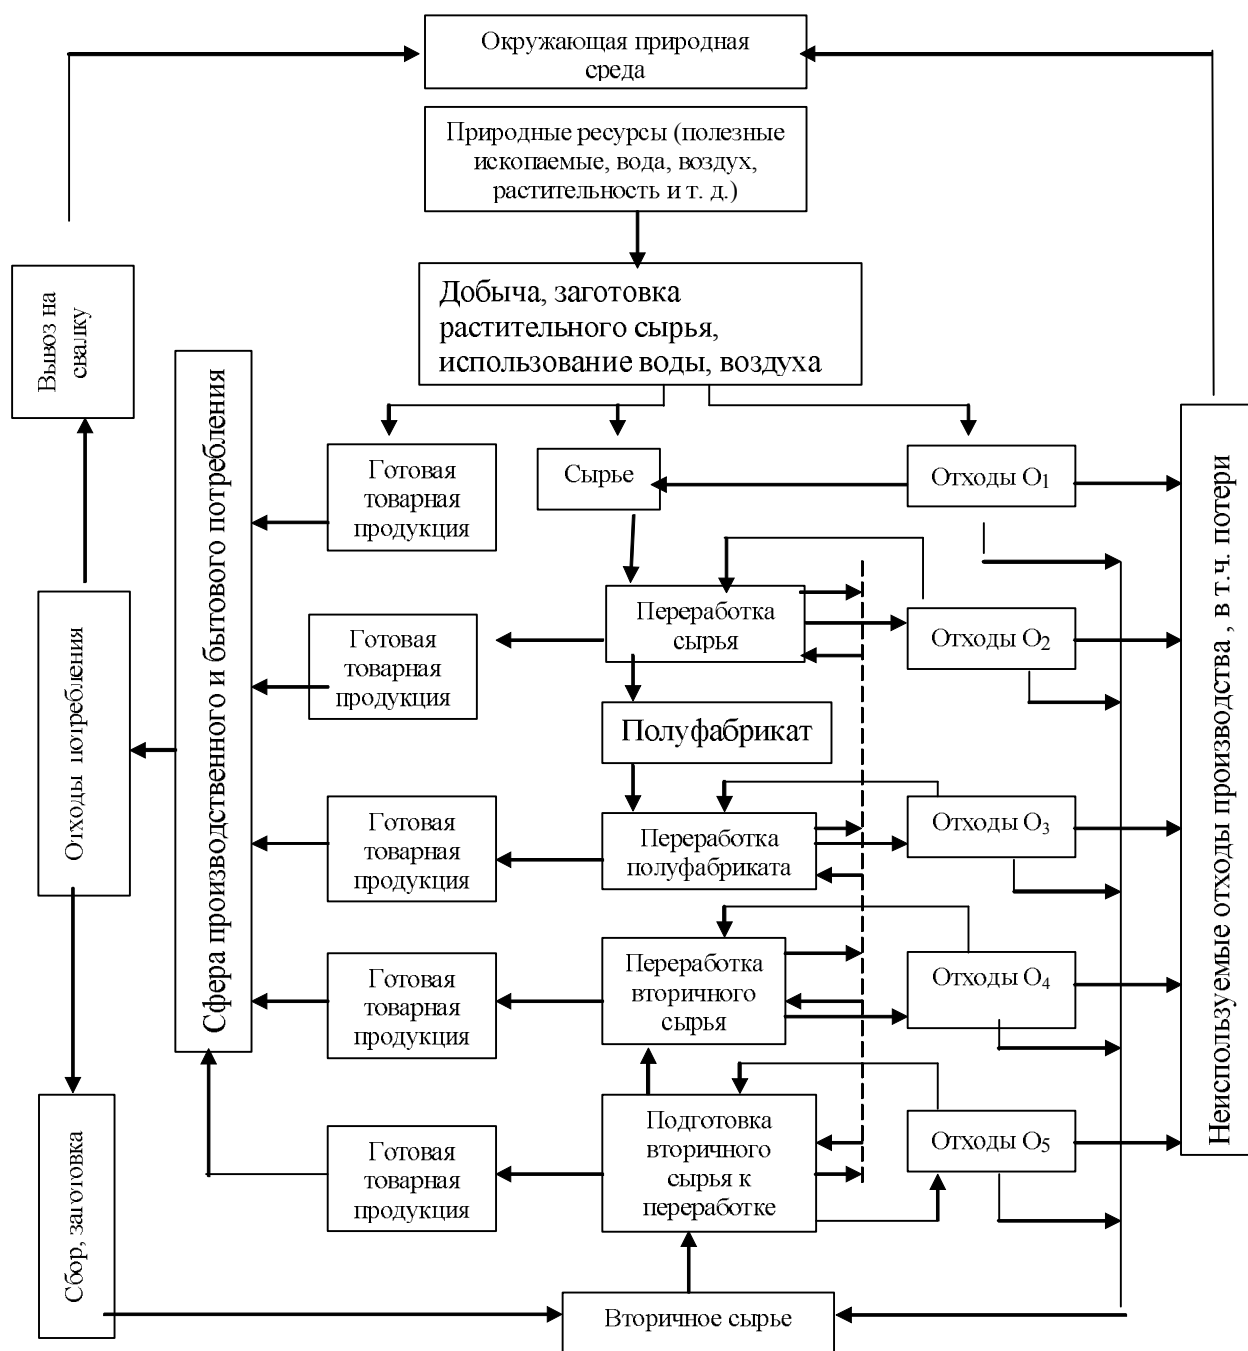 Окружающая природная
среда
Природные ресурсы (полезные
ископаемые, вода, воздух,
растительность и т. д.)
Добыча, заготовка
растительного сырья,
использование воды, воздуха
Вывоз на
свалку
Сфера производственного и бытового потребления
Готовая
товарная
продукция
Сырье
Отходы О1
Неиспользуемые отходы производства , в т.ч. потери
Отходы потребления
Готовая
товарная
продукция
Переработка
сырья
Отходы О2
Полуфабрикат
Готовая
товарная
продукция
Переработка
полуфабриката
Отходы О3
Готовая
товарная
продукция
Переработка
вторичного
сырья
Отходы О4
Сбор, заготовка
Готовая
товарная
продукция
Подготовка
вторичного
сырья к
переработке
Отходы О5
Вторичное сырье